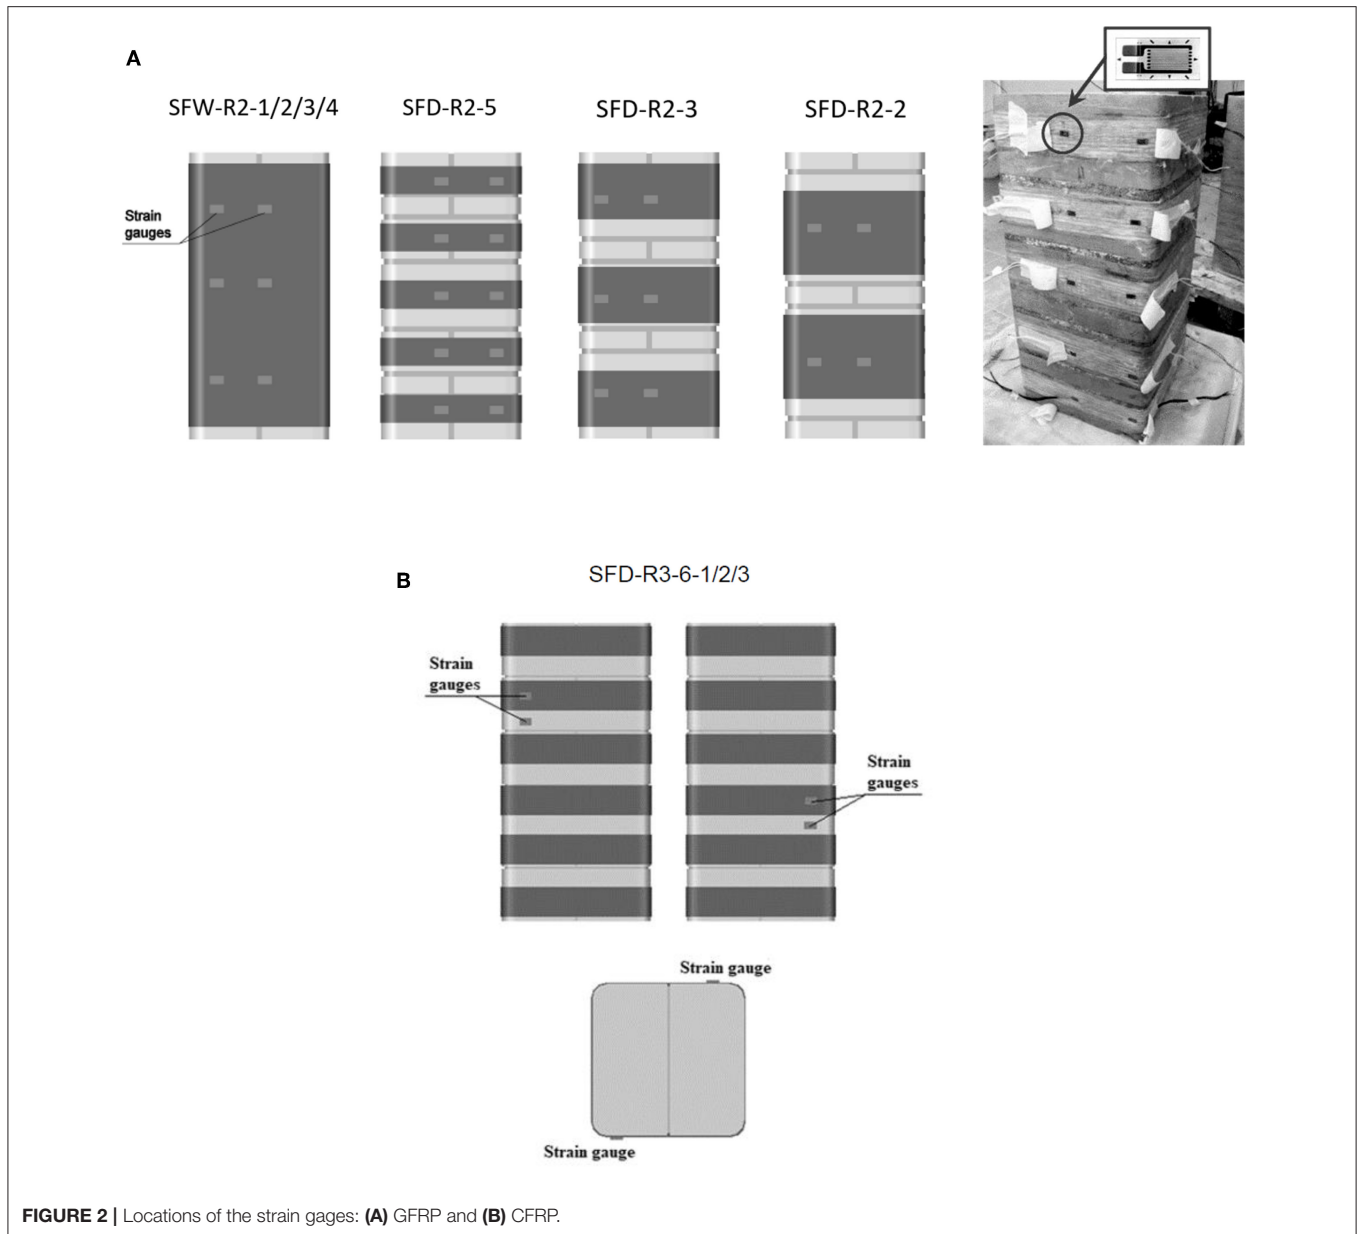 A
SFW-R2-1/2/3/4
SFD-R2-5
SFD-R2-3
SFD-R2-2
Strain
gauges
B
SFD-R3-6-1/2/3
Strain
gauges
Strain
gauges
Strain gauge
Strain gauge
FIGURE 2 | Locations of the strain gages: (A) GFRP and (B) CFRP.